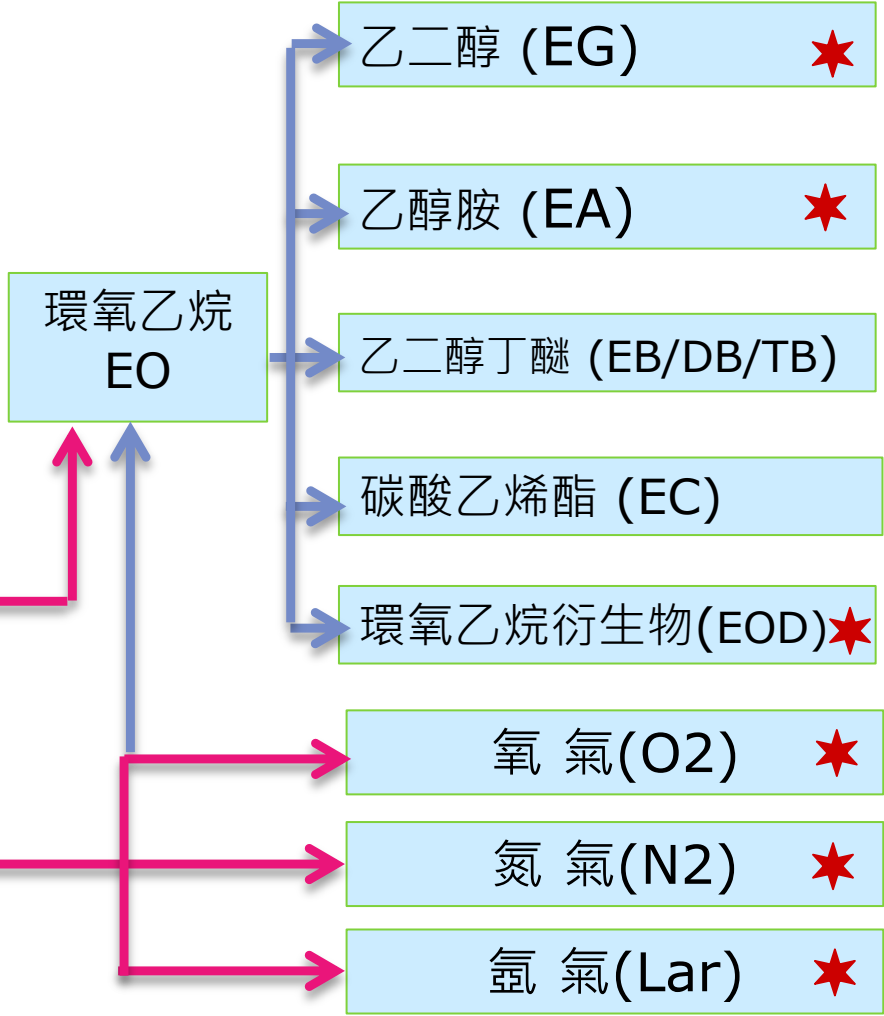 乙二醇 (EG)
乙醇胺 (EA)
環氧乙烷
EO
乙二醇丁醚 (EB/DB/TB)
碳酸乙烯酯 (EC)
環氧乙烷衍生物(EOD)
氧 氣(O2)
氮 氣(N2)
氬 氣(Lar)